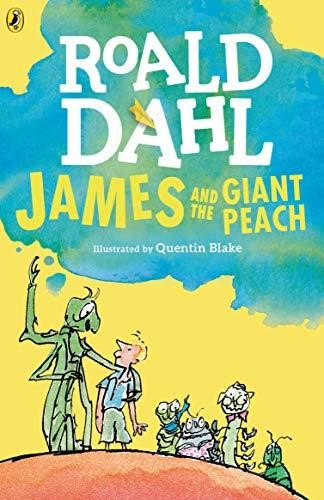 ROALD
DAHL
JAMES AND THE GIANT PEACH
Illustrated by Quentin Blake